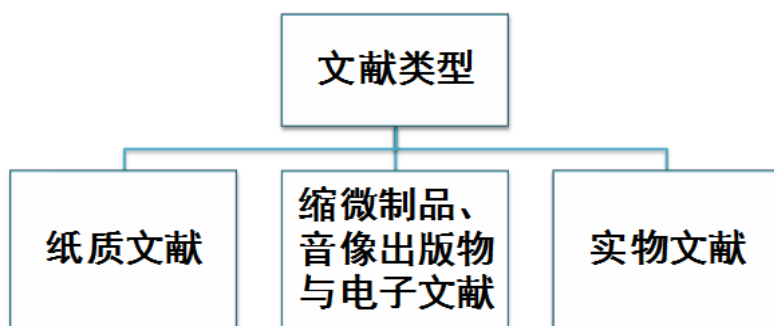 文献类型
纸质文献
缩微制品、
音像出版物
与电子文献
实物文献